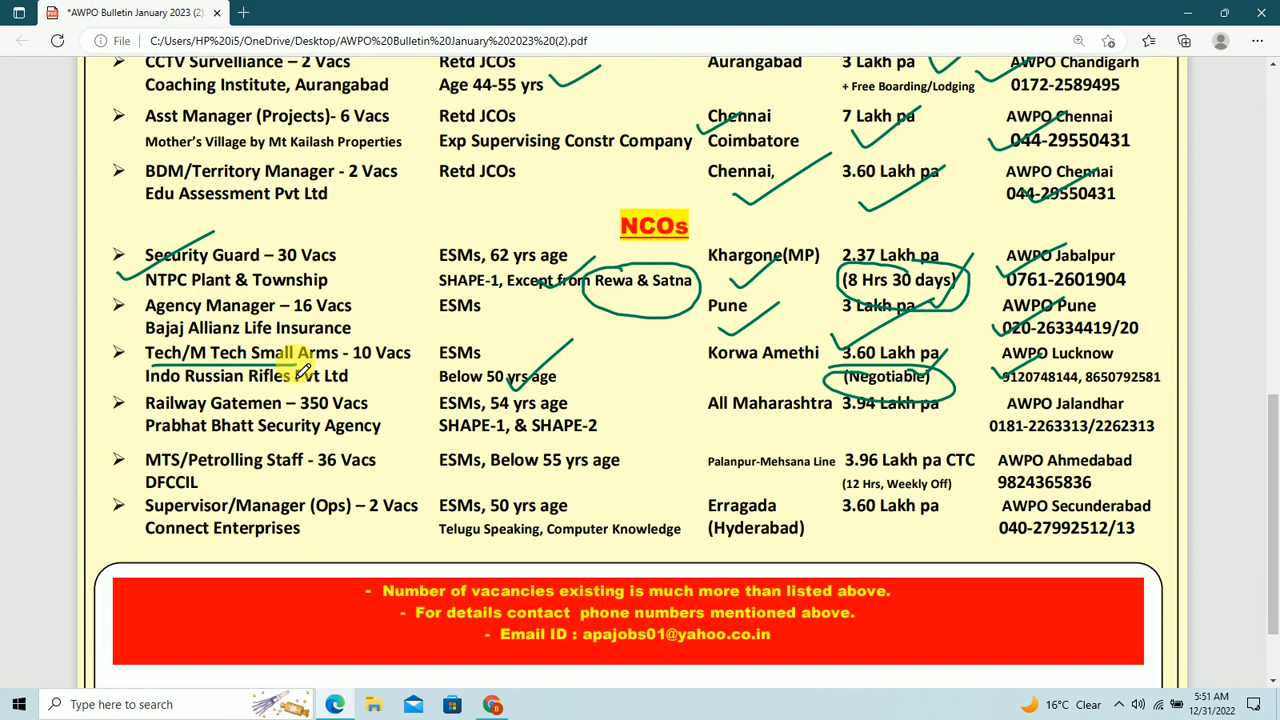 *AWPO Bulletin January 2023 (2).
File C:/Users/HP%20i5/OneDrive/Desktop/AWPO%20Bulletin%20January%202023%20(2).pdf
CCTV Survelliance – 2 Vacs Retd JCOs Aurangabad 3 Lakh pa AWPO Chandigarh
Coaching Institute, Aurangabad Age 44-55 yrs + Free Boarding/Lodging 0172-2589495
Asst Manager (Projects)- 6 Vacs Retd JCOs Chennai 7 Lakh pa AWPO Chennai
Mother's Village by Mt Kailash Properties Exp Supervising Constr Company Coimbatore 044-29550431
BDM/Territory Manager - 2 Vacs Retd JCOs Chennai, 3.60 Lakh pa AWPO Chennai
Edu Assessment Pvt Ltd 044-29550431
NCOs
Security Guard – 30 Vacs ESMs, 62 yrs age Khargone(MP) 2.37 Lakh pa AWPO Jabalpur
NTPC Plant & Township SHAPE-1, Except from Rewa & Satna (8 Hrs 30 days) 0761-2601904
Agency Manager – 16 Vacs ESMs Pune 3 Lakh pa AWPO Pune
Bajaj Allianz Life Insurance 020-26334419/20
Tech/M Tech Small Arms - 10 Vacs ESMs Korwa Amethi 3.60 Lakh pa AWPO Lucknow
Indo Russian Rifles Pvt Ltd Below 50 yrs age (Negotiable) 9120748144, 8650792581
Railway Gatemen – 350 Vacs ESMs, 54 yrs age All Maharashtra 3.94 Lakh pa AWPO Jalandhar
Prabhat Bhatt Security Agency SHAPE-1, & SHAPE-2 0181-2263313/2262313
MTS/Petrolling Staff - 36 Vacs ESMs, Below 55 yrs age Palanpur-Mehsana Line 3.96 Lakh pa CTC AWPO Ahmedabad
DFCCIL (12 Hrs, Weekly Off) 9824365836
Supervisor/Manager (Ops) – 2 Vacs ESMs, 50 yrs age Erragada 3.60 Lakh pa AWPO Secunderabad
Connect Enterprises Telugu Speaking, Computer Knowledge (Hyderabad) 040-27992512/13
- Number of vacancies existing is much more than listed above.
- For details contact phone numbers mentioned above.
- Email ID : apajobs01@yahoo.co.in
Type here to search 16°C Clear 5:51 AM
12/31/2022